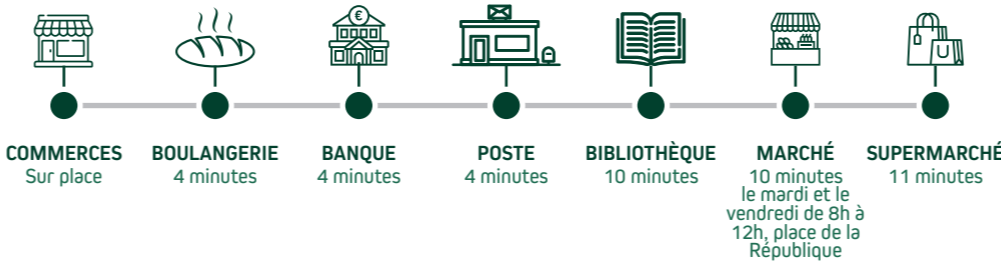 €
COMMERCES
Sur place
BOULANGERIE
4 minutes
BANQUE
4 minutes
POSTE
4 minutes
BIBLIOTHÈQUE
10 minutes
MARCHÉ
10 minutes
le mardi et le
vendredi de 8h à
12h, place de la
République
SUPERMARCHÉ
11 minutes